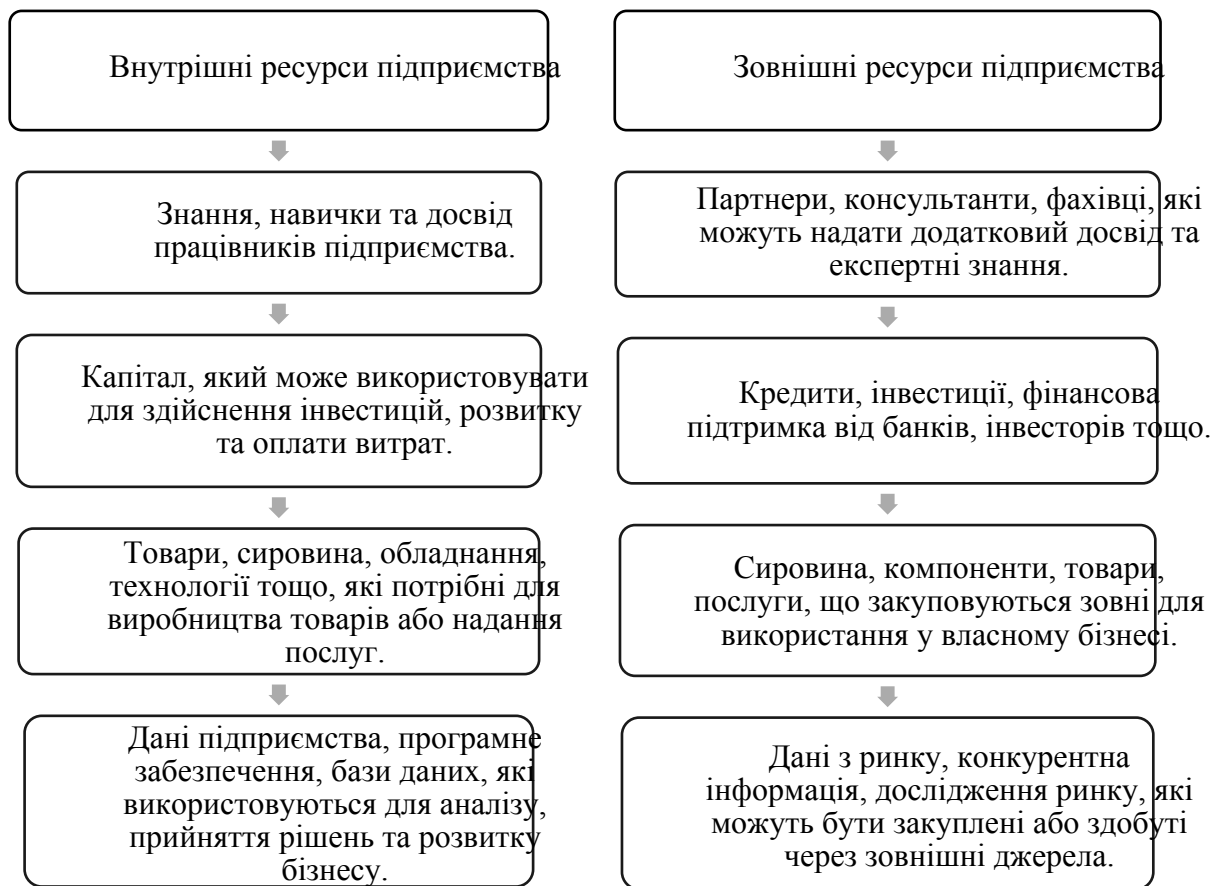 Внутрішні ресурси підприємства
Знання, навички та досвід
працівників підприємства.
Капітал, який може використовувати
для здійснення інвестицій, розвитку
та оплати витрат.
Товари, сировина, обладнання,
технології тощо, які потрібні для
виробництва товарів або надання
послуг.
Дані підприємства, програмне
забезпечення, бази даних, які
використовуються для аналізу,
прийняття рішень та розвитку
бізнесу.
Зовнішні ресурси підприємства
Партнери, консультанти, фахівці, які
можуть надати додатковий досвід та
експертні знання.
Кредити, інвестиції, фінансова
підтримка від банків, інвесторів тощо.
Сировина, компоненти, товари,
послуги, що закуповуються зовні для
використання у власному бізнесі.
Дані з ринку, конкурентна
інформація, дослідження ринку, які
можуть бути закуплені або здобуті
через зовнішні джерела.